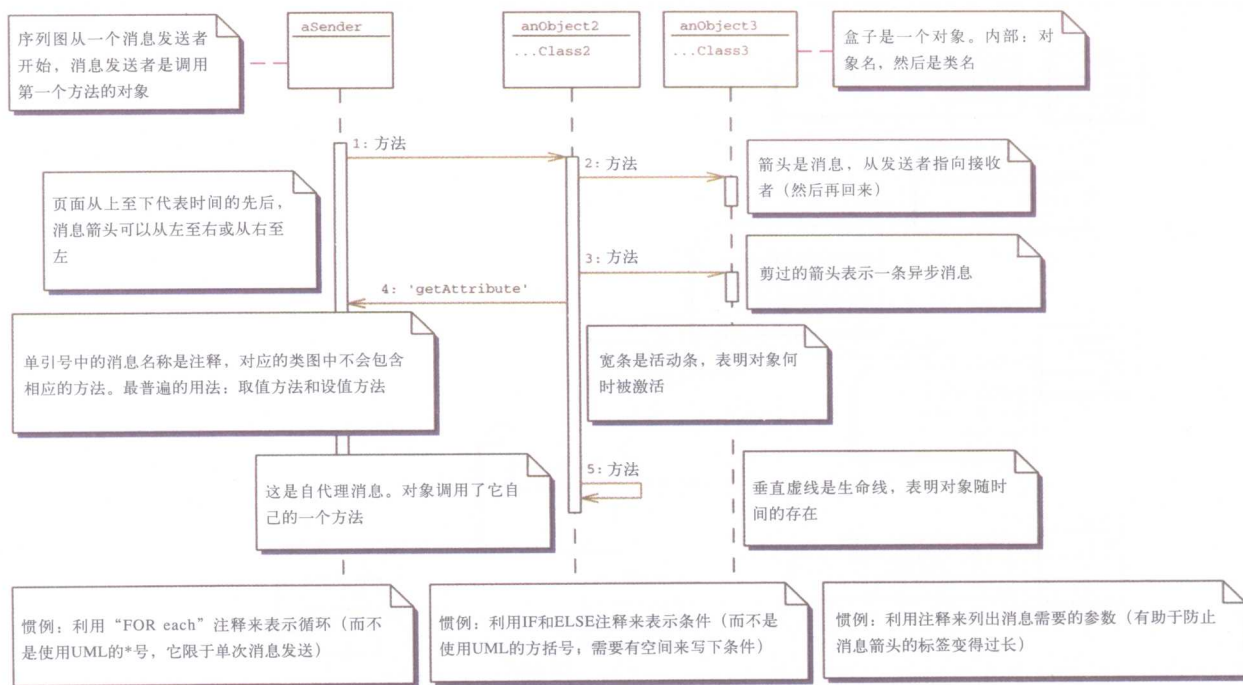 序列图从一个消息发送者
开始，消息发送者是调用
第一个方法的对象
aSender
anObject2
...Class2
anObject3
...Class3
盒子是一个对象。内部：对
象名，然后是类名
1: 方法
2: 方法
箭头是消息，从发送者指向接收
者（然后再回来）
页面从上至下代表时间的先后，
消息箭头可以从左至右或从右至
左
3: 方法
剪过的箭头表示一条异步消息
4: 'getAttribute'
单引号中的消息名称是注释，对应的类图中不会包含
相应的方法。最普遍的用法：取值方法和设值方法
宽条是活动条，表明对象何
时被激活
这是自代理消息。对象调用了它自
己的一个方法
5: 方法
垂直虚线是生命线，表明对象随时
间的存在
惯例：利用“FOR each”注释来表示循环（而不
是使用UML的*号，它限于单次消息发送）
惯例：利用IF和ELSE注释来表示条件（而不是
使用UML的方括号；需要有空间来写下条件）
惯例：利用注释来列出消息需要的参数（有助于防止
消息箭头的标签变得过长）